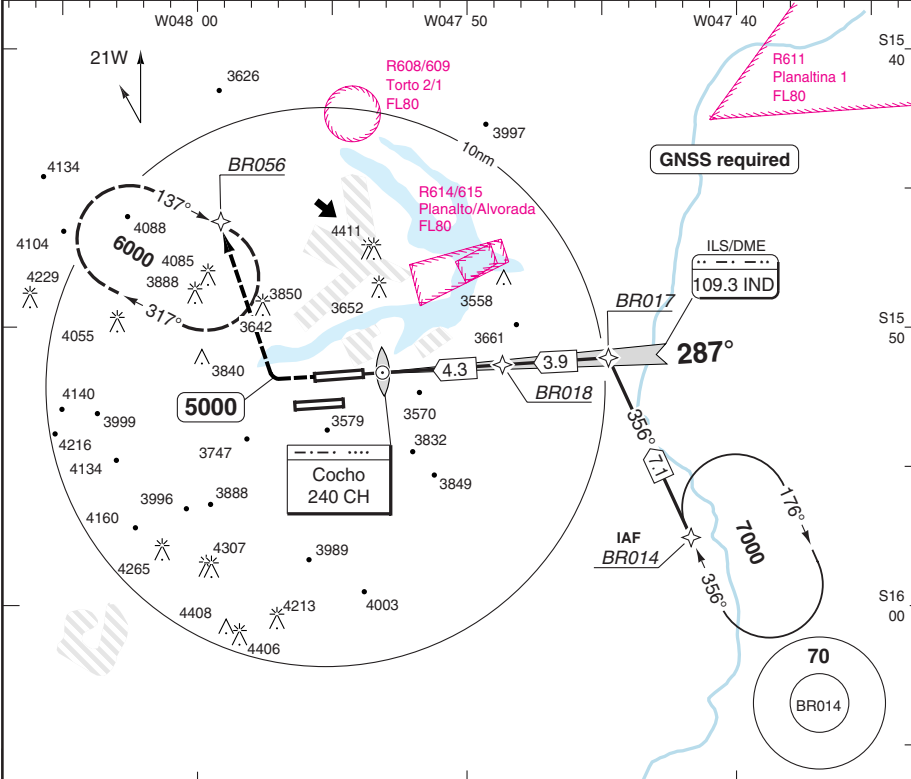 W048 00
W047 50
W047 40
S15
40
21W
3626
R608/609
Torto 2/1
FL80
R611
Planaltina 1
FL80
3997
10nm
GNSS required
4134
BR056
137°
R614/615
Planalto/Alvorada
FL80
4088
4104
6000
4411
4085
ILS/DME
109.3 IND
4229
3888
3850
3652
3558
BR017
317°
4055
3642
3661
S15
50
3840
4.3
3.9
287°
BR018
5000
4140
3999
3570
4216
3579
3747
3832
356°
4134
Cocho
240 CH
3849
7.1
3996
3888
176°
4160
7000
IAF
BR014
4265
4307
3989
356°
4003
S16
00
4408
4213
4406
70
BR014